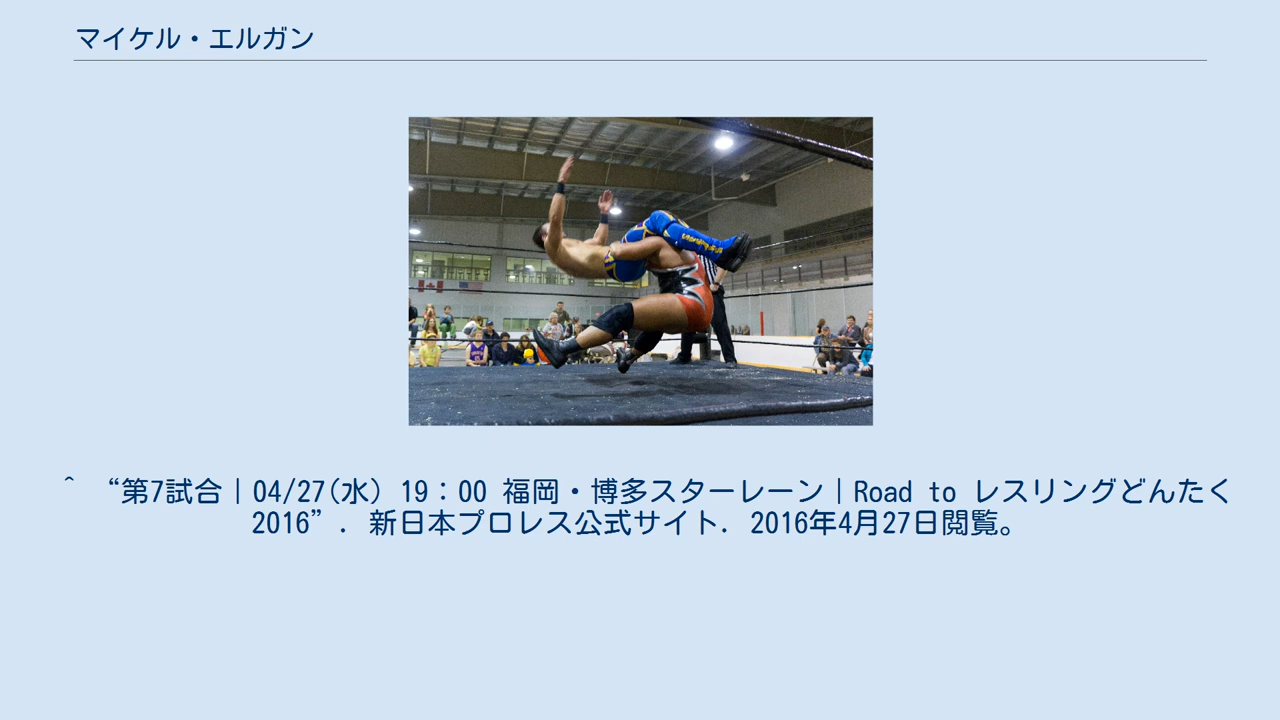 マイケル・エルガン
^ “第7試合｜04/27(水) 19：00 福岡・博多スターレーン｜Road to レスリングどんたく
2016”. 新日本プロレス公式サイト. 2016年4月27日閲覧。